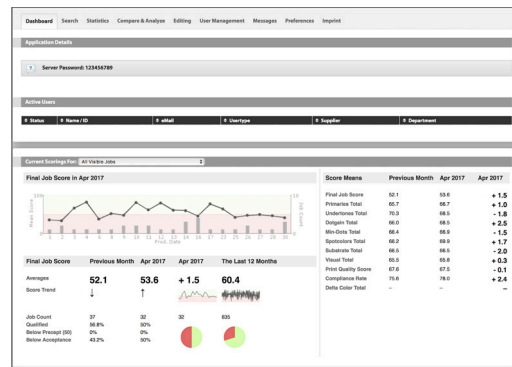 Dashboard Search Statistics Compare & Analyze Editing User Management Messages Preferences Imprint
Application Details
Server Password: 123456789
Active Users
Status Name / ID eMail Usertype Supplier Department
Current Scorings For: All Visible Jobs
Final Job Score in Apr 2017
Mean Score
Job Count
Prod. Date
Final Job Score Previous Month Apr 2017 Apr 2017 The Last 12 Months
Averages 52.1 53.6 + 1.5 60.4
Score Trend ↓ ↑
Job Count 37 32 32 835
Qualified 56.8% 50%
Below Precept (50) 0% 0%
Below Acceptance 43.2% 50%
Score Means Previous Month Apr 2017 Apr 2017
Final Job Score 52.1 53.6 + 1.5
Primaries Total 65.7 66.7 + 1.0
Undertones Total 70.3 68.5 - 1.8
Dotgain Total 66.0 68.5 + 2.5
Min-Dots Total 68.4 66.9 - 1.5
Spotcolors Total 68.2 69.9 + 1.7
Substrate Total 68.5 66.5 - 2.0
Visual Total 65.5 65.8 + 0.3
Print Quality Score 67.6 67.5 - 0.1
Compliance Rate 75.6 78.0 + 2.4
Delta Color Total – – –